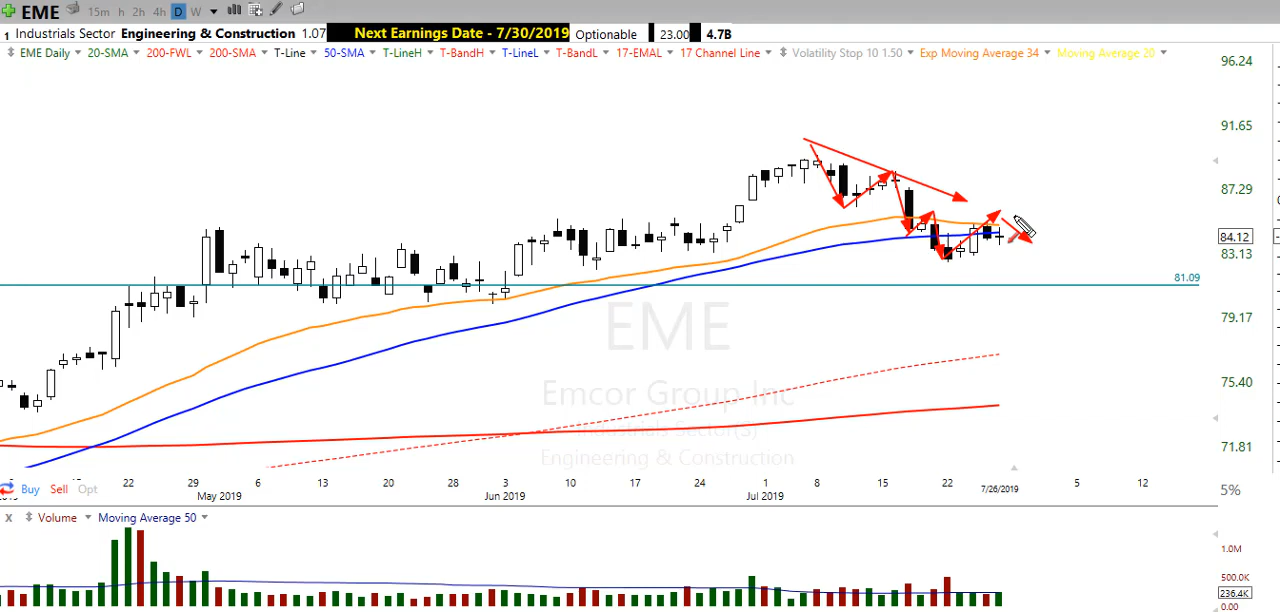 EME 15m h 2h 4h D W
1 Industrials Sector Engineering & Construction 1.07 Next Earnings Date - 7/30/2019 Optionable 23.00 4.7B
EME Daily 20-SMA 200-FWL 200-SMA T-Line 50-SMA T-LineH T-BandH T-LineL T-BandL 17-EMAL 17 Channel Line Volatility Stop 10 1.50 Exp Moving Average 34 Moving Average 20
96.24
91.65
87.29
84.12
83.13
81.09
79.17
75.40
71.81
5%
EME
Emcor Group Inc
Industrials Sector(S)
Engineering & Construction
22 29 6 13 20 28 3 10 17 24 1 8 15 22 5 12
May 2019 Jun 2019 Jul 2019 7/26/2019
Buy Sell Opt
X Volume Moving Average 50
1.0M
500.0K
236.4K
0.00